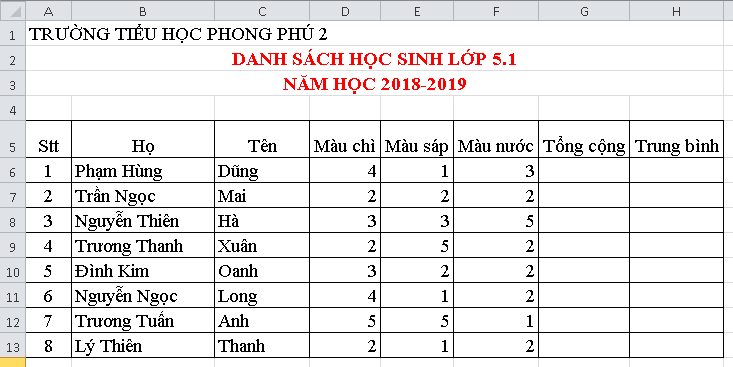 A B C D E F G H
1 TRƯỜNG TIỂU HỌC PHONG PHÚ 2
2 DANH SÁCH HỌC SINH LỚP 5.1
3 NĂM HỌC 2018-2019
4
5 Stt Họ Tên Màu chì Màu sáp Màu nước Tổng cộng Trung bình
6 1 Phạm Hùng Dũng 4 1 3
7 2 Trần Ngọc Mai 2 2 2
8 3 Nguyễn Thiên Hà 3 3 5
9 4 Trương Thanh Xuân 2 5 2
10 5 Đình Kim Oanh 3 2 2
11 6 Nguyễn Ngọc Long 4 1 2
12 7 Trương Tuấn Anh 5 5 1
13 8 Lý Thiên Thanh 2 1 2